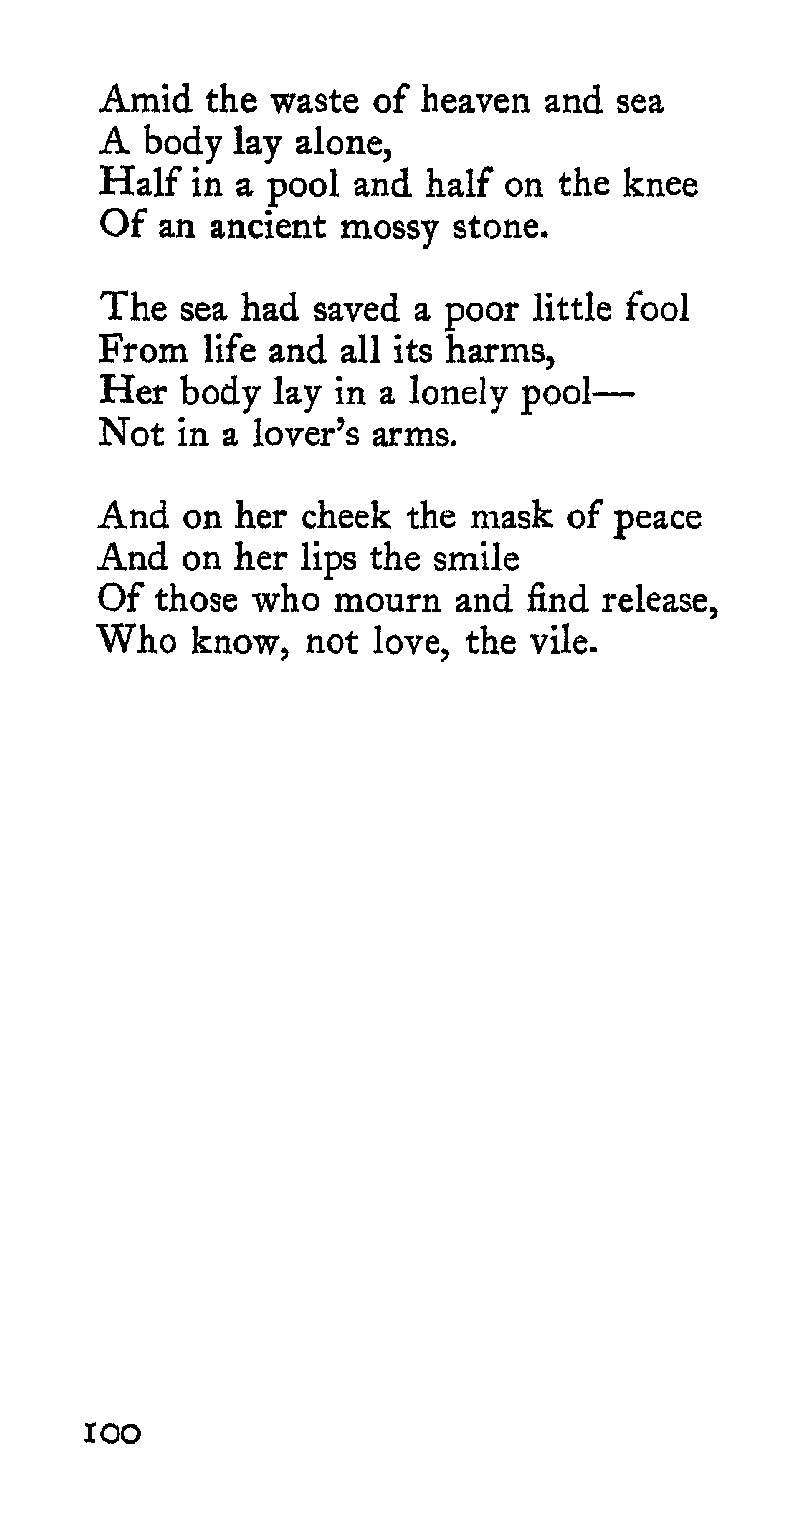 Amid the waste of heaven and sea
A body lay alone,
Half in a pool and half on the knee
Of an ancient mossy stone.

The sea had saved a poor little fool
From life and all its harms,
Her body lay in a lonely pool—
Not in a lover's arms.

And on her cheek the mask of peace
And on her lips the smile
Of those who mourn and find release,
Who know, not love, the vile.

100